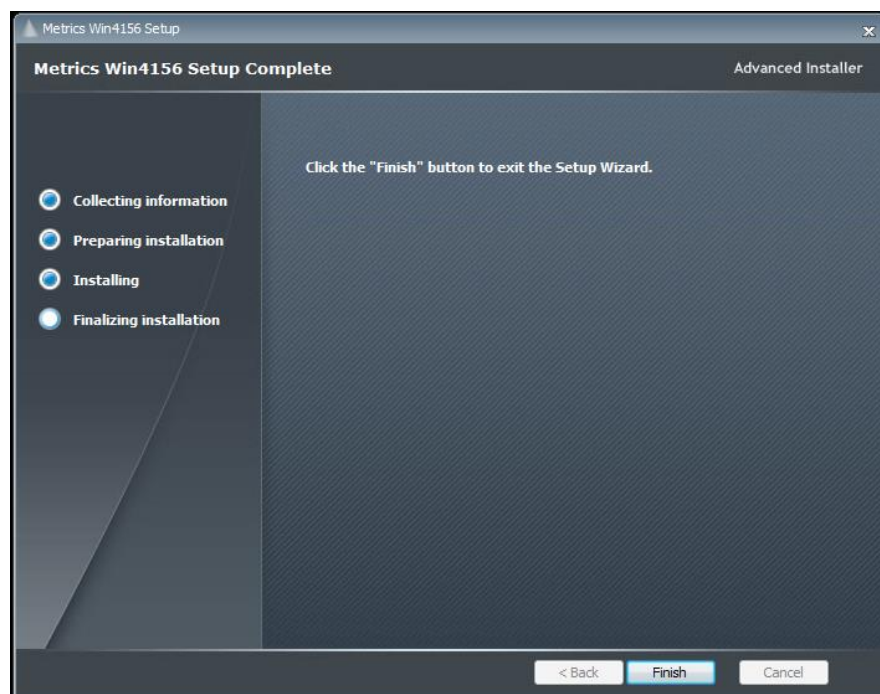 Metrics Win4156 Setup
Metrics Win4156 Setup Complete
Advanced Installer
Click the "Finish" button to exit the Setup Wizard.
Collecting information
Preparing installation
Installing
Finalizing installation
< Back
Finish
Cancel